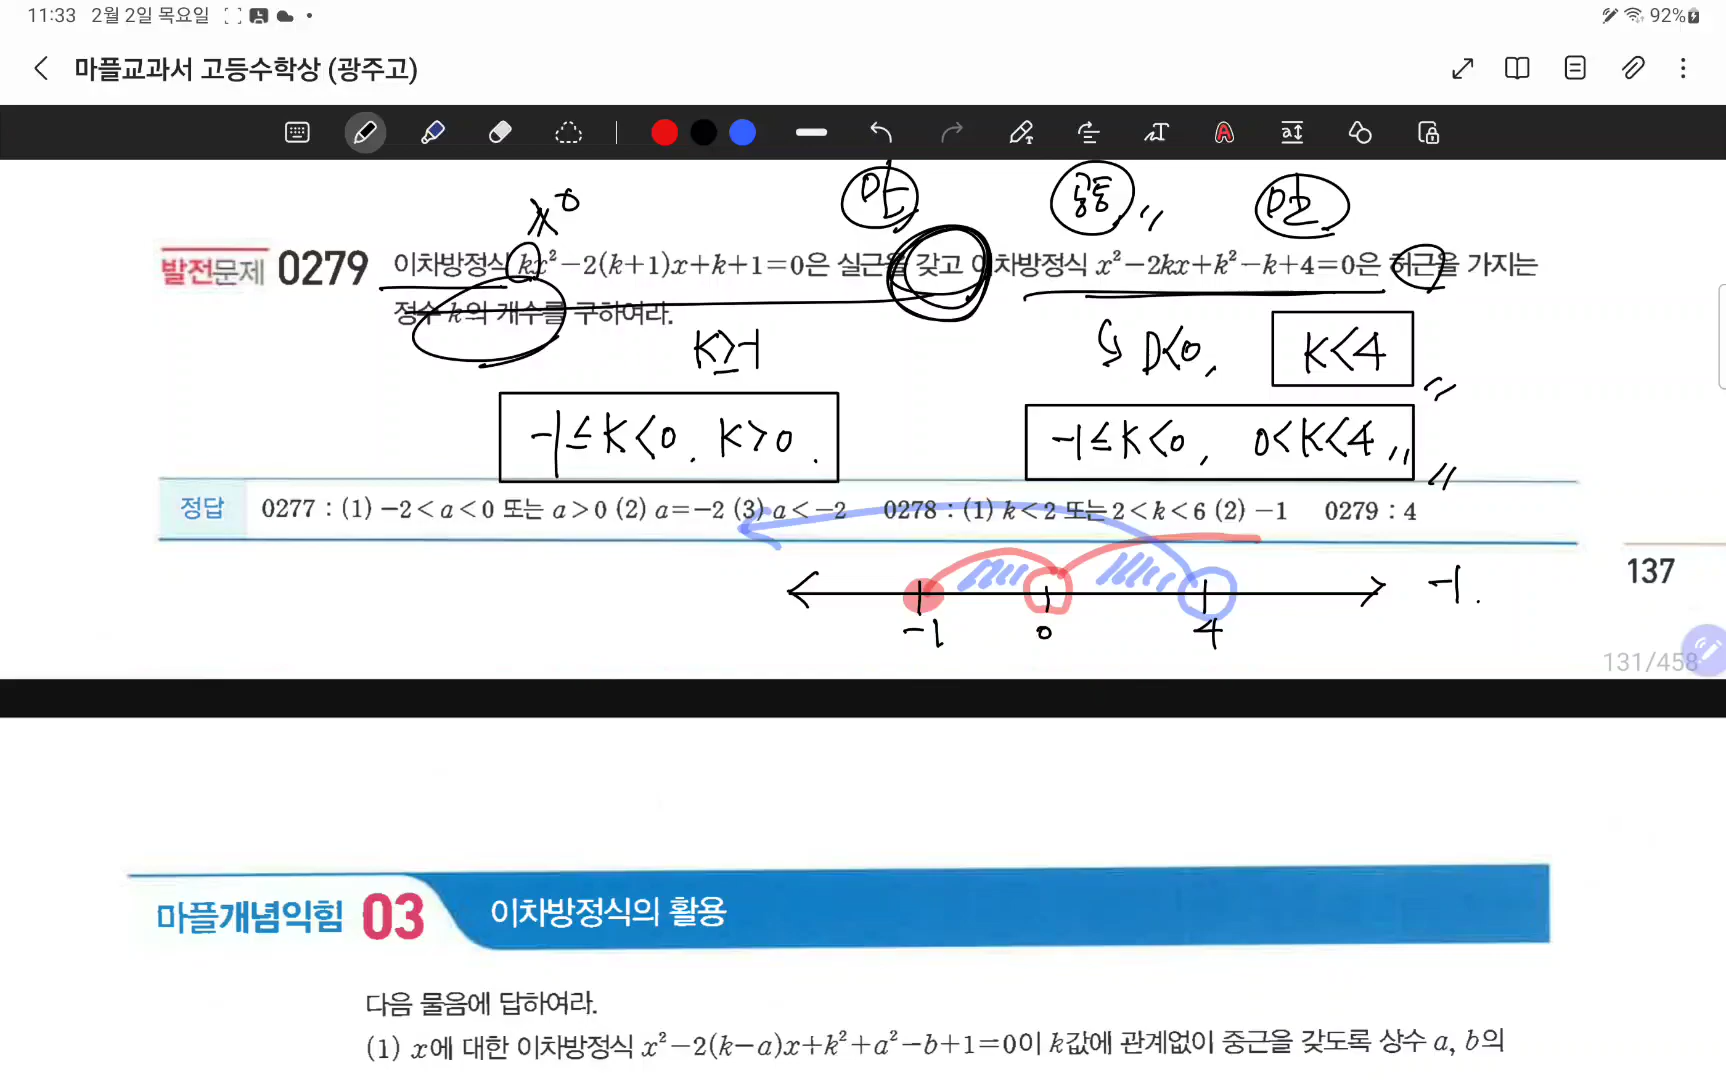 11:33 2월 2일 목요일 92%
마플교과서 고등수학상 (광주고)
만 공통 만
발전문제 0279 이차방정식 kx²−2(k+1)x+k+1=0은 실근을 갖고 이차방정식 x²−2kx+k²−k+4=0은 허근을 가지는
정수 k의 개수를 구하여라.
K≥-1 D<0, K<4
-1≤K<0, K>0. -1≤K<0, 0<K<4
정답 0277 : (1) −2<a<0 또는 a>0 (2) a=−2 (3) a<−2 0278 : (1) k<2 또는 2<k<6 (2) −1 0279 : 4
137
-1 0 4 -1.
131/458
마플개념익힘 03 이차방정식의 활용
다음 물음에 답하여라.
(1) x에 대한 이차방정식 x²−2(k−a)x+k²+a²−b+1=0이 k값에 관계없이 중근을 갖도록 상수 a, b의